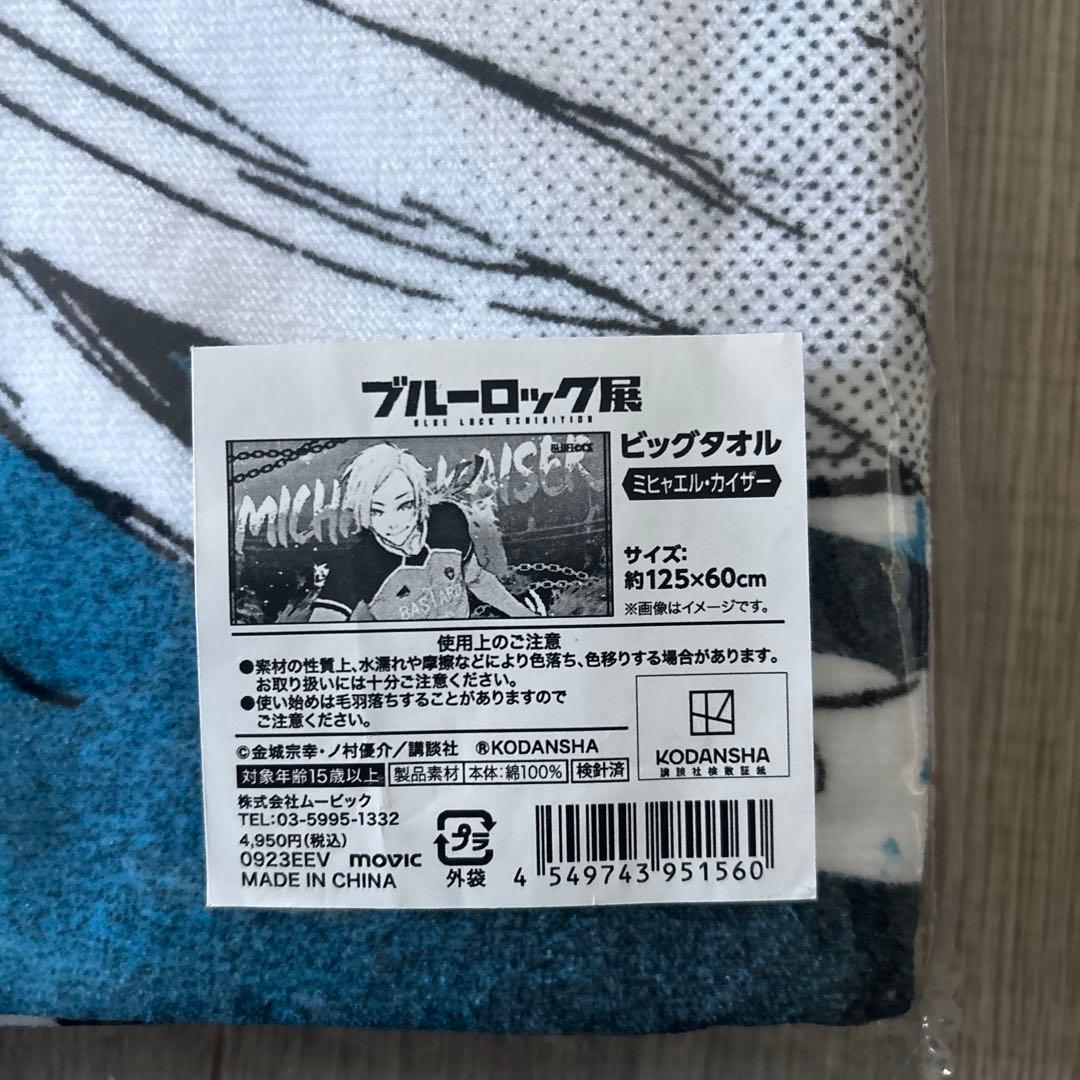 ブルーロック展
BLUE LOCK EXHIBITION
BLUELOCK
MICHAEL KAISER
BASTARD
ビッグタオル
ミヒャエル・カイザー
サイズ:
約125×60cm
※画像はイメージです。
使用上のご注意
●素材の性質上、水濡れや摩擦などにより色落ち、色移りする場合があります。
お取り扱いには十分ご注意ください。
●使い始めは毛羽落ちすることがありますので
ご注意ください。
©金城宗幸・ノ村優介／講談社 ®KODANSHA
対象年齢15歳以上 製品素材 本体:綿100% 検針済
KODANSHA
講談社検散証紙
株式会社ムービック
TEL:03-5995-1332
4,950円(税込)
0923EEV movic
MADE IN CHINA
プラ
外袋
4 549743 951560